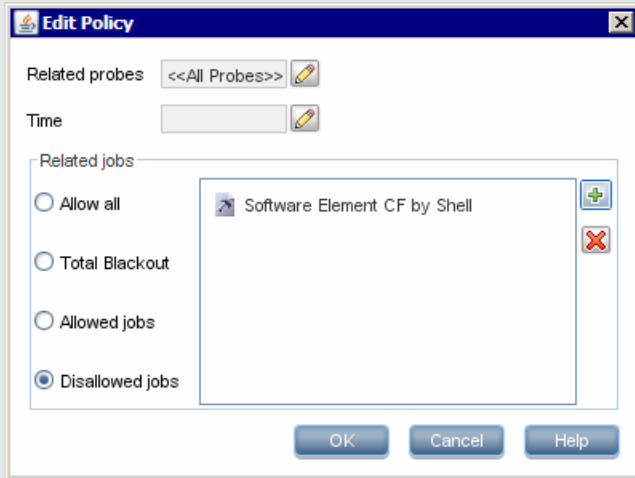 Edit Policy
Related probes <<All Probes>>
Time
Related jobs
Allow all
Software Element CF by Shell
Total Blackout
Allowed jobs
Disallowed jobs
OK Cancel Help